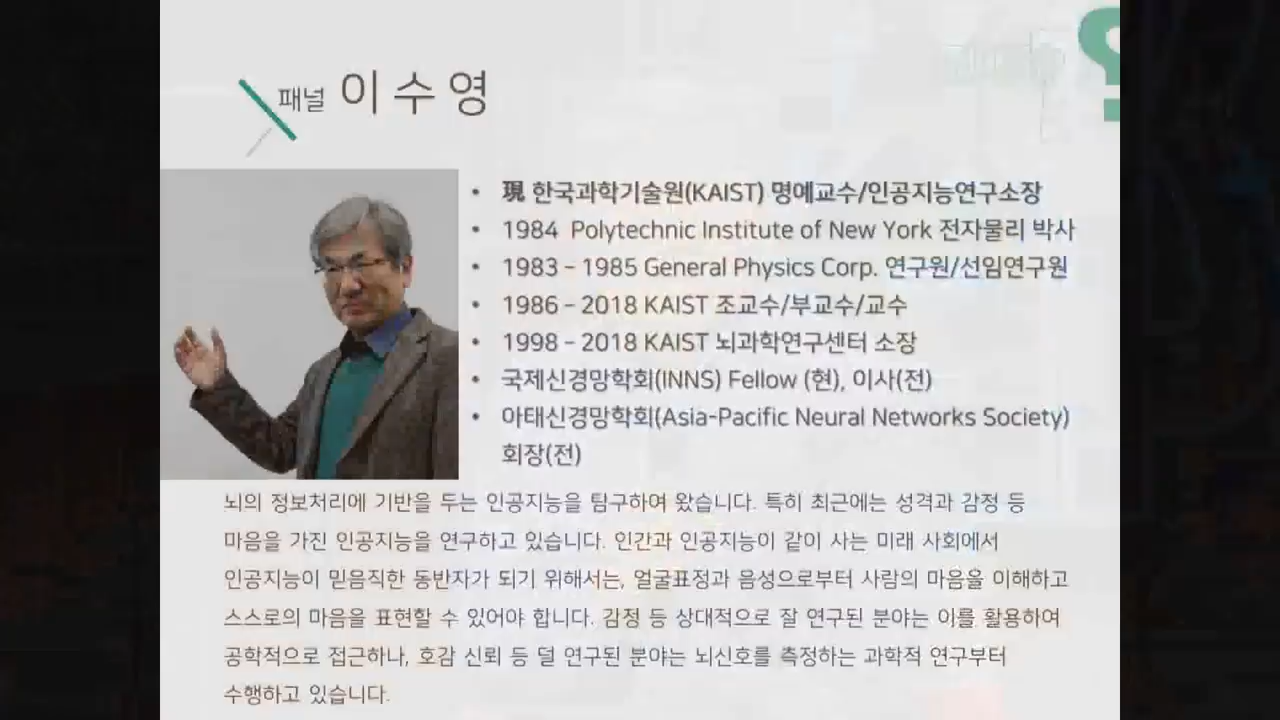 패널 이수영
• 現 한국과학기술원(KAIST) 명예교수/인공지능연구소장
• 1984 Polytechnic Institute of New York 전자물리 박사
• 1983 – 1985 General Physics Corp. 연구원/선임연구원
• 1986 – 2018 KAIST 조교수/부교수/교수
• 1998 – 2018 KAIST 뇌과학연구센터 소장
• 국제신경망학회(INNS) Fellow (현), 이사(전)
• 아태신경망학회(Asia-Pacific Neural Networks Society)
회장(전)
뇌의 정보처리에 기반을 두는 인공지능을 탐구하여 왔습니다. 특히 최근에는 성격과 감정 등
마음을 가진 인공지능을 연구하고 있습니다. 인간과 인공지능이 같이 사는 미래 사회에서
인공지능이 믿음직한 동반자가 되기 위해서는, 얼굴표정과 음성으로부터 사람의 마음을 이해하고
스스로의 마음을 표현할 수 있어야 합니다. 감정 등 상대적으로 잘 연구된 분야는 이를 활용하여
공학적으로 접근하나, 호감 신뢰 등 덜 연구된 분야는 뇌신호를 측정하는 과학적 연구부터
수행하고 있습니다.